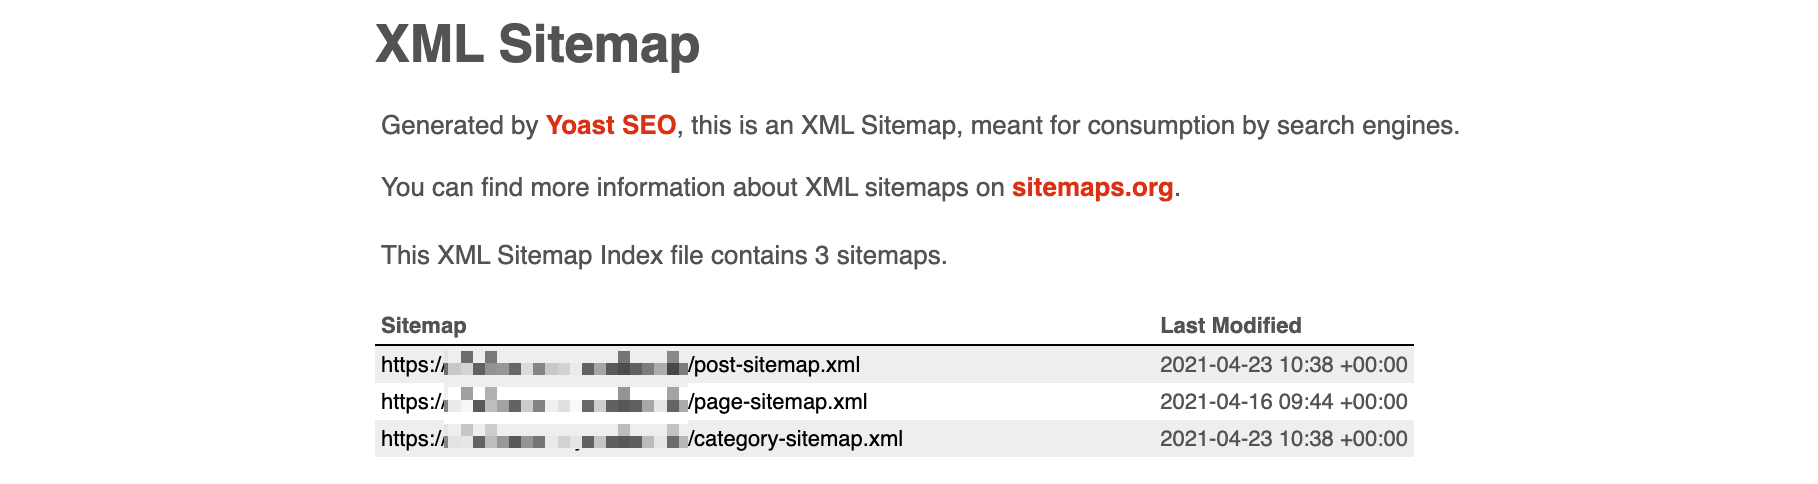 XML Sitemap
Generated by Yoast SEO, this is an XML Sitemap, meant for consumption by search engines.
You can find more information about XML sitemaps on sitemaps.org.
This XML Sitemap Index file contains 3 sitemaps.
Sitemap Last Modified
https:// /post-sitemap.xml 2021-04-23 10:38 +00:00
https:// /page-sitemap.xml 2021-04-16 09:44 +00:00
https:// /category-sitemap.xml 2021-04-23 10:38 +00:00